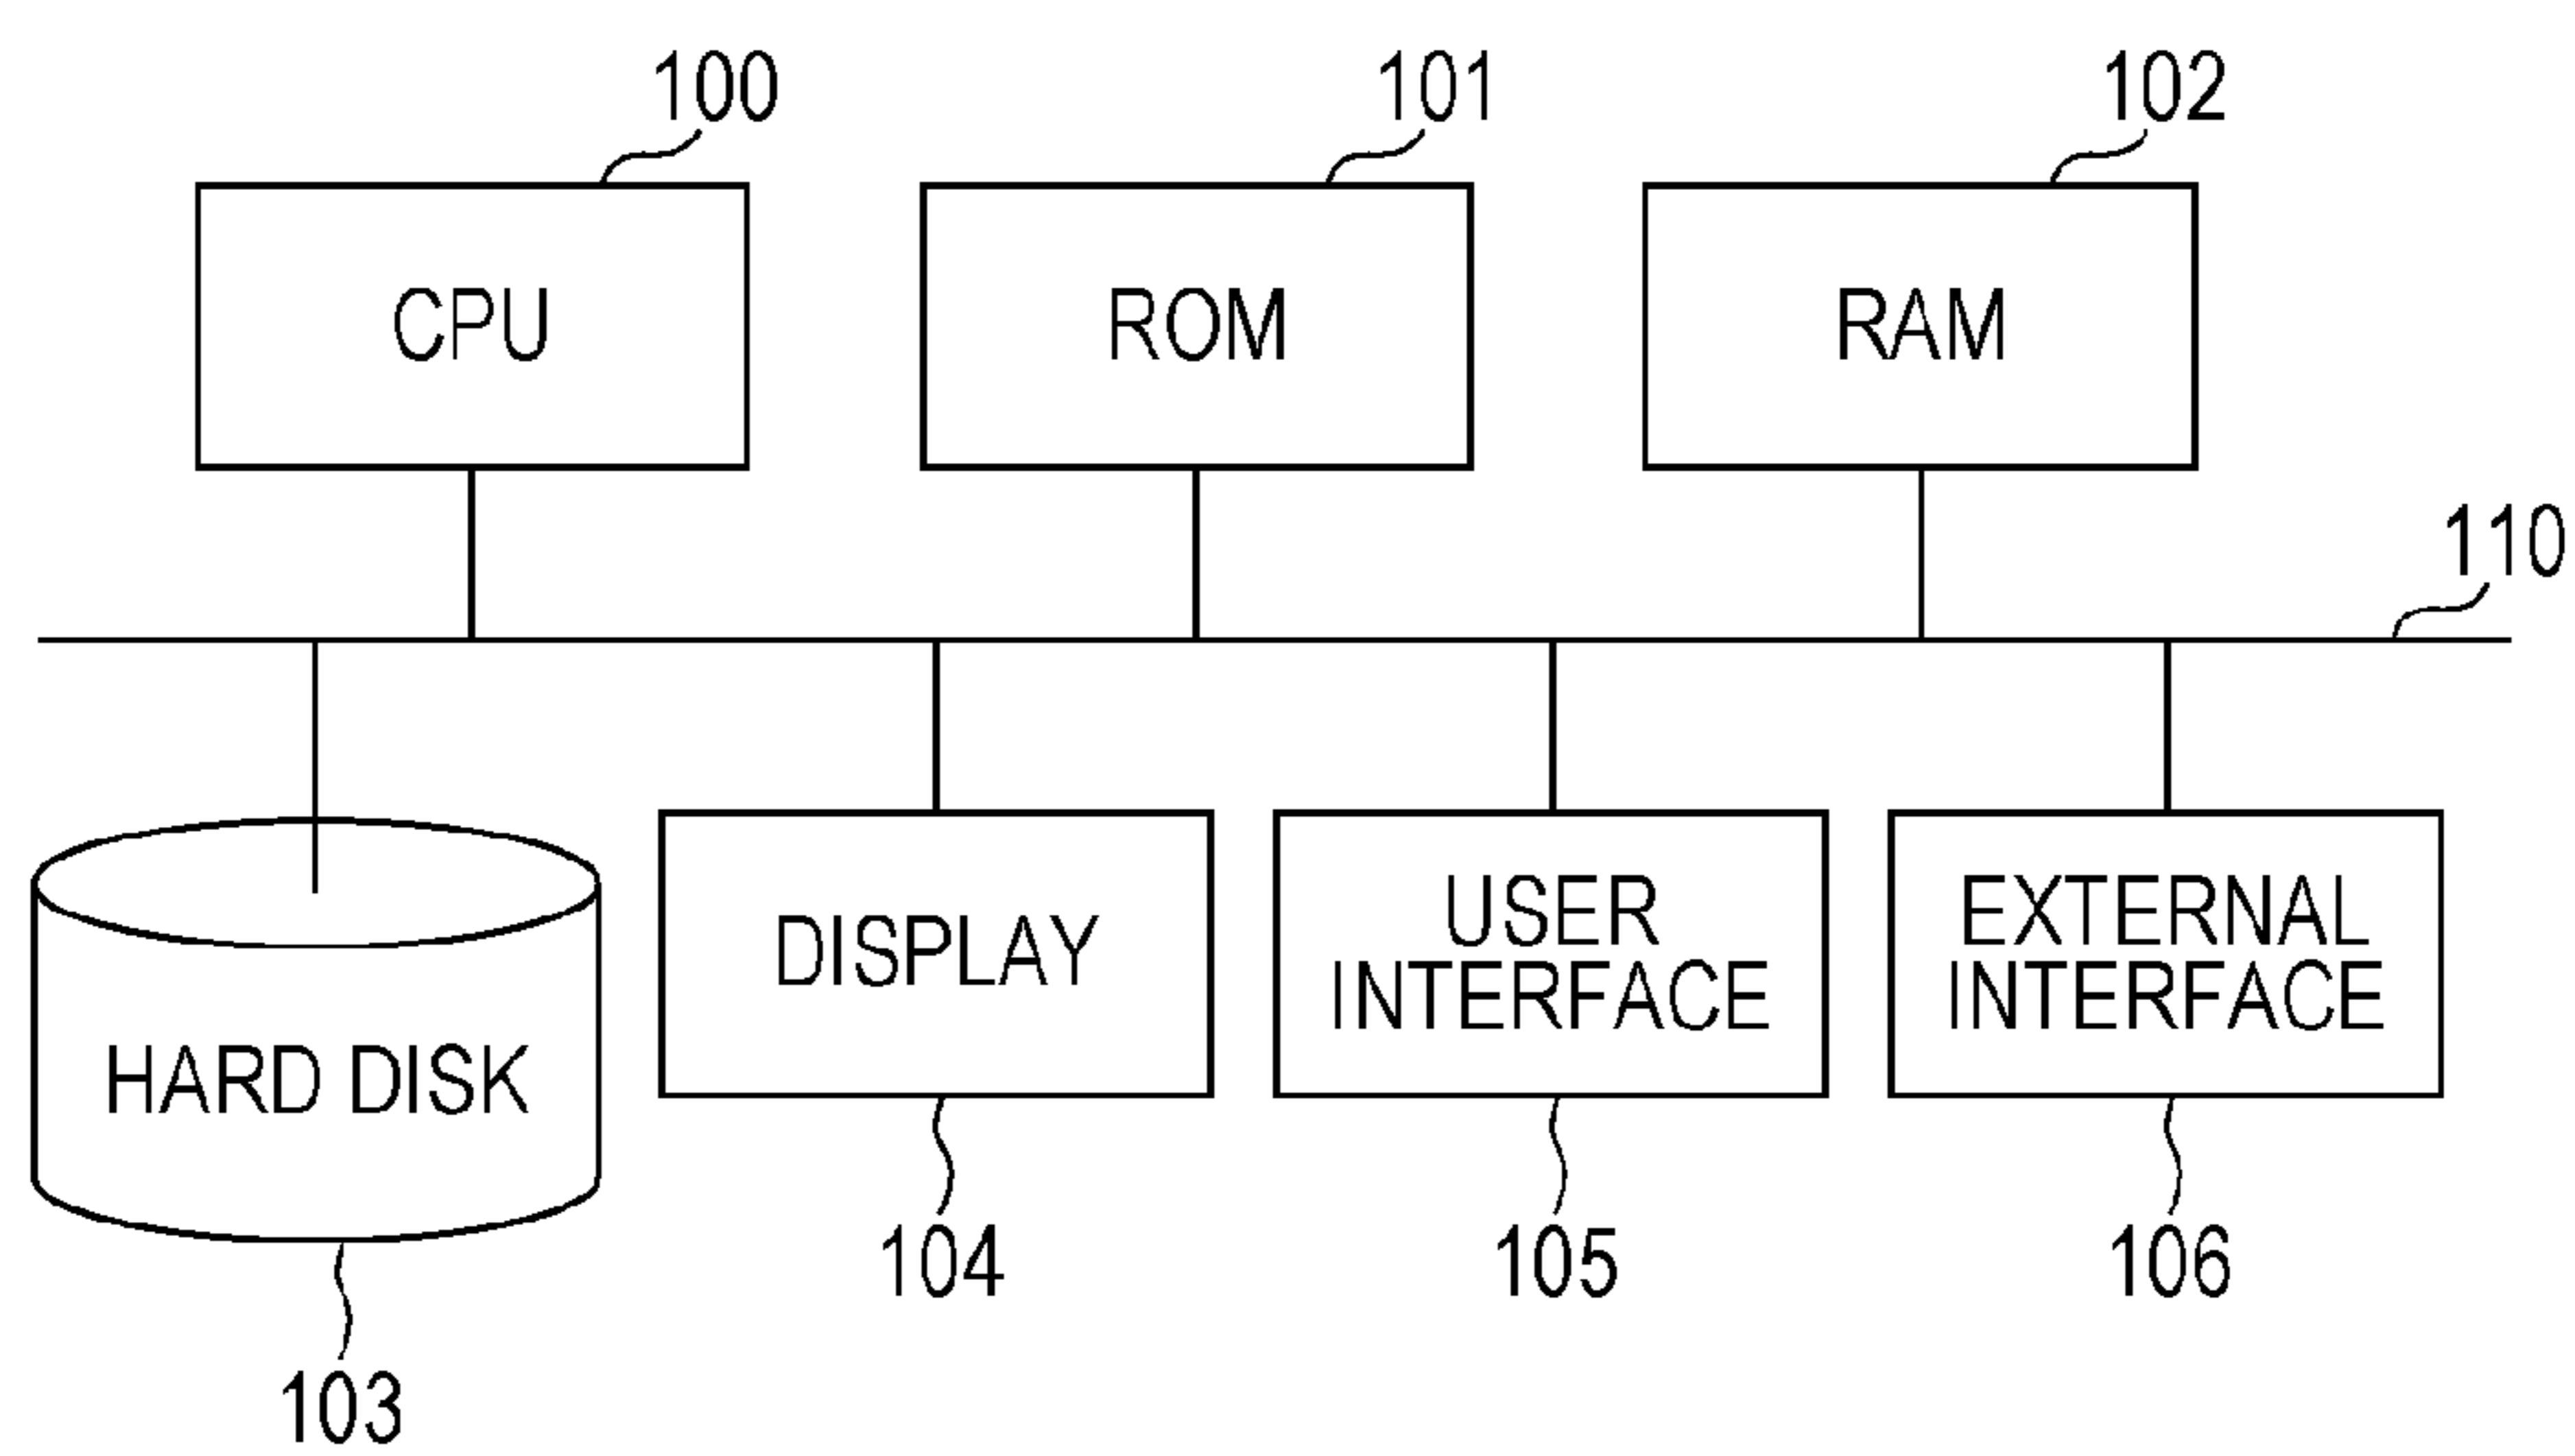 100
101
102
CPU
ROM
RAM
110
HARD DISK
DISPLAY
USER
INTERFACE
EXTERNAL
INTERFACE
103
104
105
106